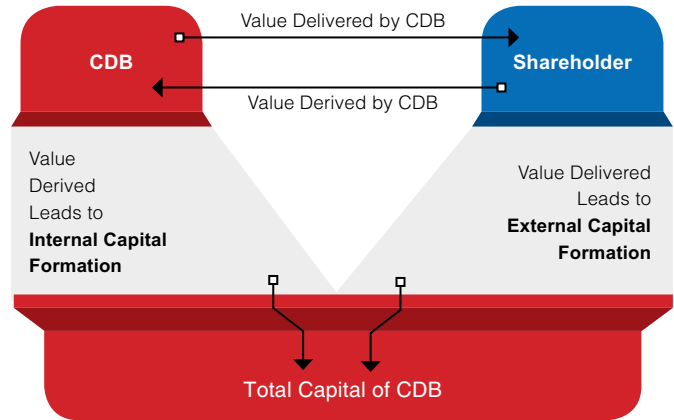 Value Delivered by CDB
CDB
Shareholder
Value Derived by CDB
Value
Derived
Leads to
Internal Capital
Formation
Value Delivered
Leads to
External Capital
Formation
Total Capital of CDB